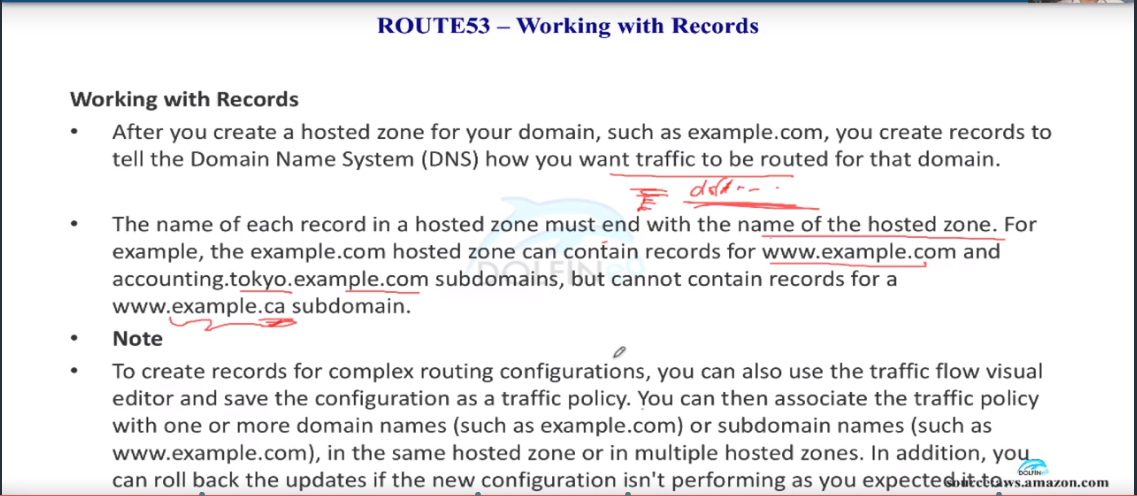 ROUTE53 – Working with Records
Working with Records
• After you create a hosted zone for your domain, such as example.com, you create records to
tell the Domain Name System (DNS) how you want traffic to be routed for that domain.
• The name of each record in a hosted zone must end with the name of the hosted zone. For
example, the example.com hosted zone can contain records for www.example.com and
accounting.tokyo.example.com subdomains, but cannot contain records for a
www.example.ca subdomain.
• Note
• To create records for complex routing configurations, you can also use the traffic flow visual
editor and save the configuration as a traffic policy. You can then associate the traffic policy
with one or more domain names (such as example.com) or subdomain names (such as
www.example.com), in the same hosted zone or in multiple hosted zones. In addition, you
can roll back the updates if the new configuration isn't performing as you expected it to
aws.amazon.com
DOLFIN